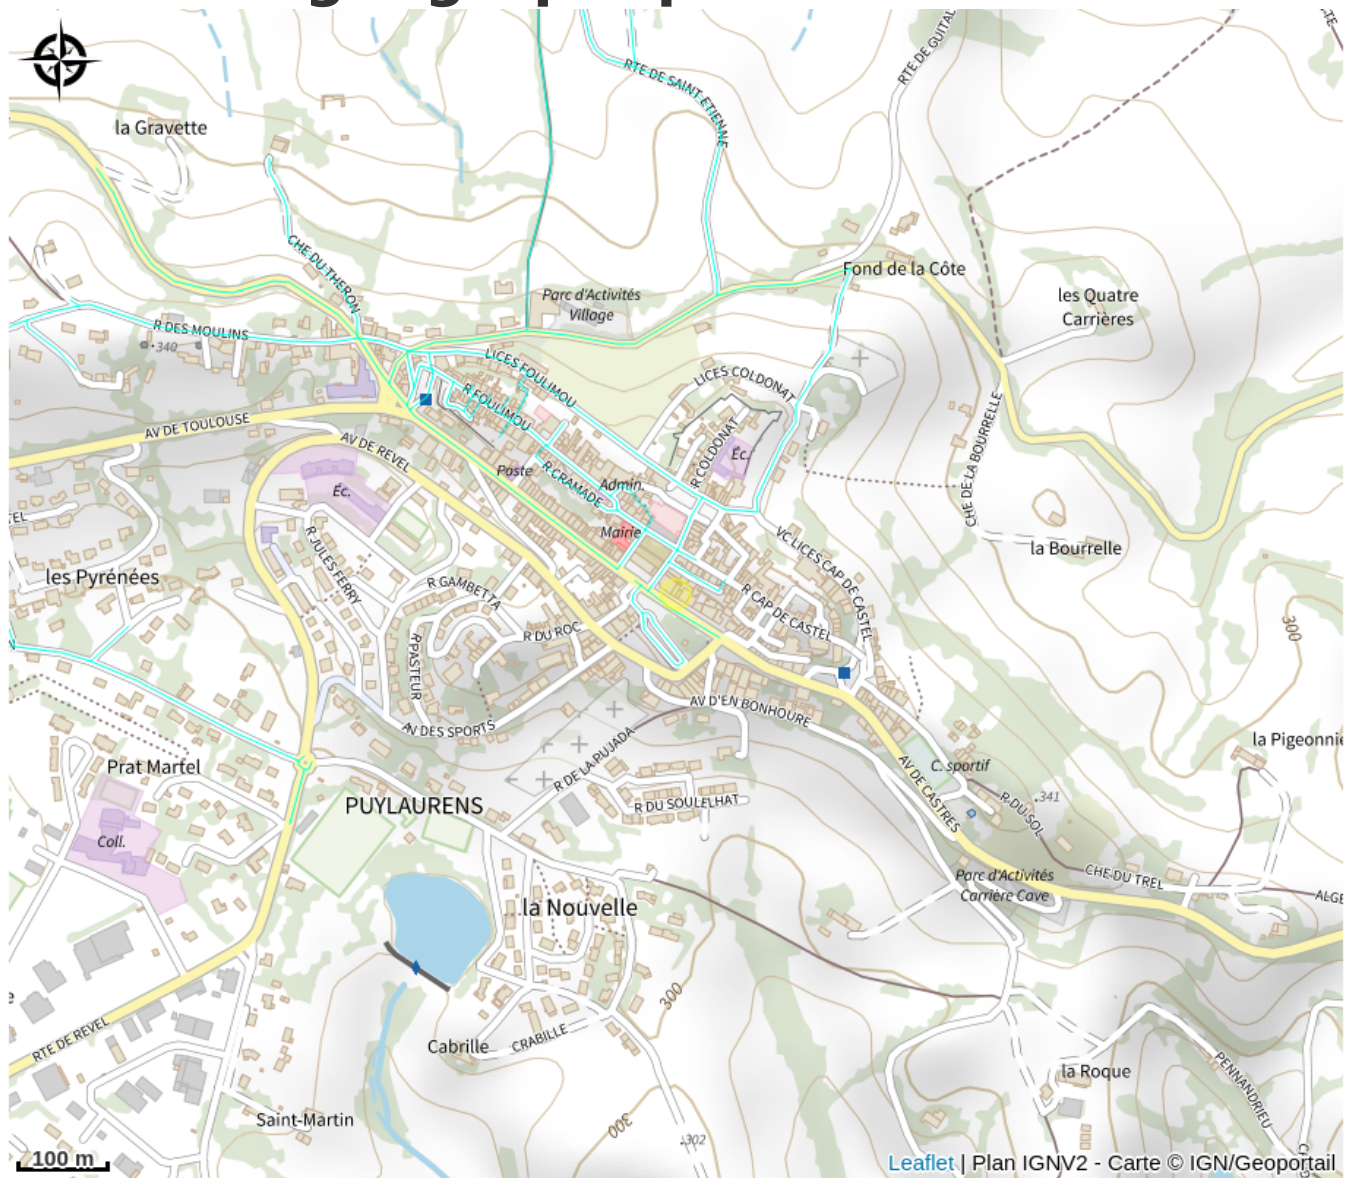 RTE DE GUITAL
RTE DE SAINT-ETIENNE
la Gravette
CHE DU THERON
Fond de la Côte
Parc d'Activités
Village
les Quatre
Carrières
R DES MOULINS
340
LICES FOULIMOU
LICES COLDONAT
R FOULIMOU
AV DE TOULOUSE
AV DE REVEL
R COLDONAT
Éc.
CHE DE LA BOURRELLE
Poste
R CRAMADE
Admin.
Éc.
Mairie
R JULES FERRY
VC LICES CAP DE CASTEL
la Bourrelle
les Pyrénées
R GAMBETTA
R CAP DE CASTEL
300
R DU ROC
R PASTEUR
AV DES SPORTS
AV D'EN BONHOURE
R DE LA PUJADA
la Pigeonnie
Prat Martel
C. sportif
AV DE CASTRES
R DU SOL
341
PUYLAURENS
R DU SOULELHAT
Coll.
Parc d'Activités
Carrière Cave
CHE DU TREL
ALGE
la Nouvelle
300
RTE DE REVEL
Cabrille
CRABILLE
la Roque
PENNANDRIEU
Saint-Martin
300
302
100 m
Leaflet | Plan IGNV2 - Carte © IGN/Geoportail